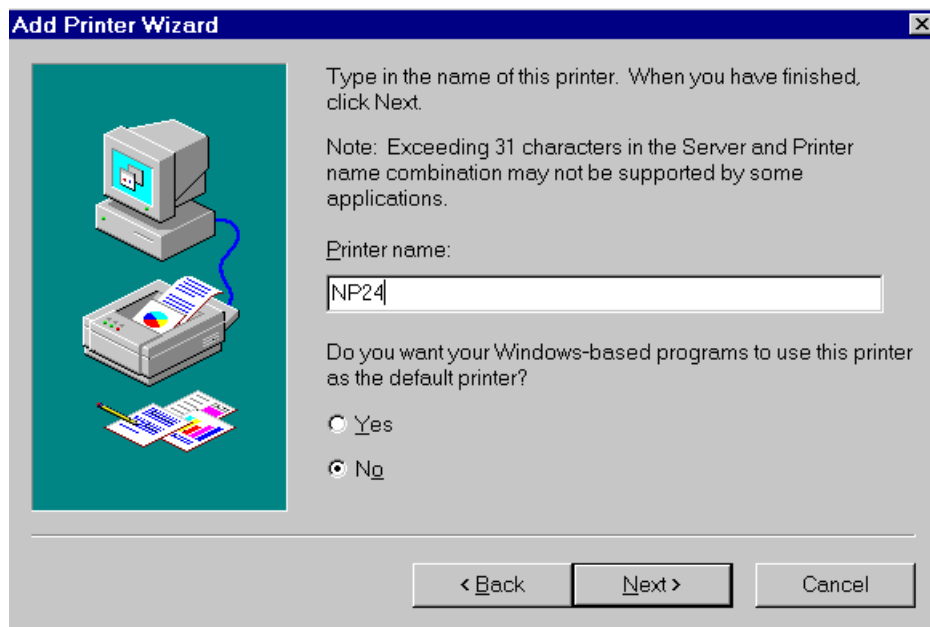 Add Printer Wizard
Type in the name of this printer. When you have finished,
click Next.
Note: Exceeding 31 characters in the Server and Printer
name combination may not be supported by some
applications.
Printer name:
NP24
Do you want your Windows-based programs to use this printer
as the default printer?
Yes
No
< Back Next > Cancel